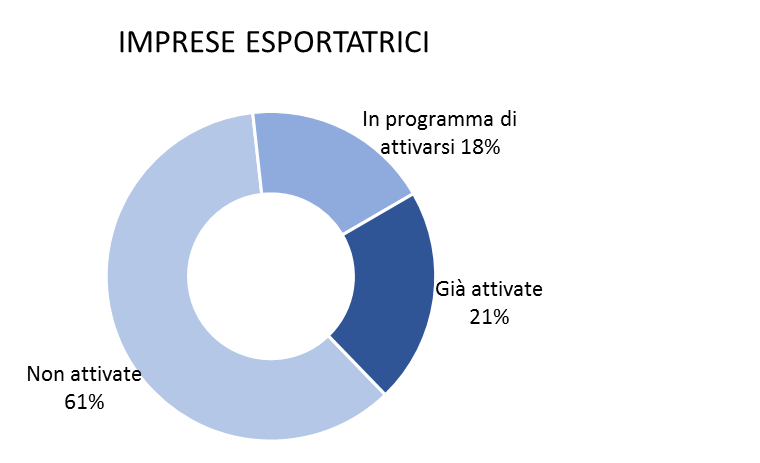 IMPRESE ESPORTATRICI
In programma di
attivarsi 18%
Già attivate
21%
Non attivate
61%